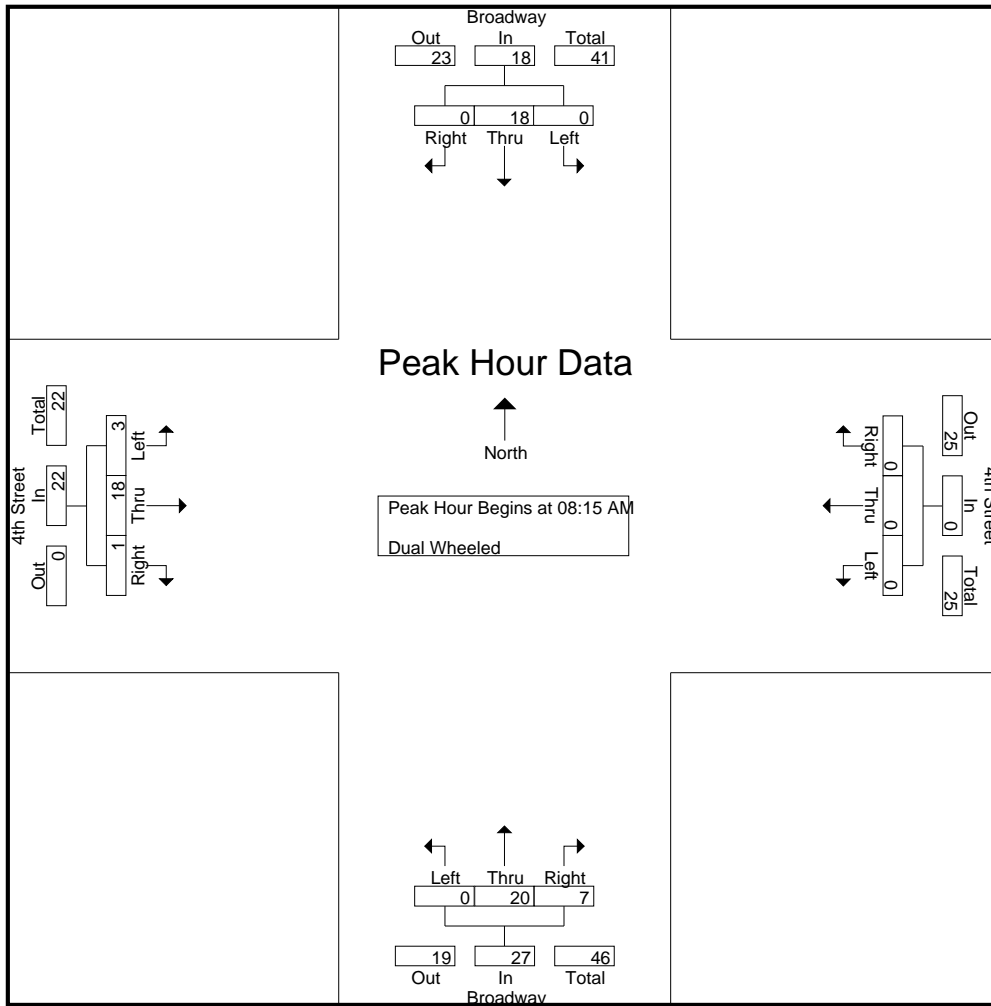 Broadway
Out In Total
23 18 41
0 18 0
Right Thru Left
Peak Hour Data
North
Peak Hour Begins at 08:15 AM
Dual Wheeled
4th Street
Out In Total
0 22 22
Right Thru Left
1 18 3
4th Street
Out In Total
25 0 25
Right Thru Left
0 0 0
Left Thru Right
0 20 7
19 27 46
Out In Total
Broadway